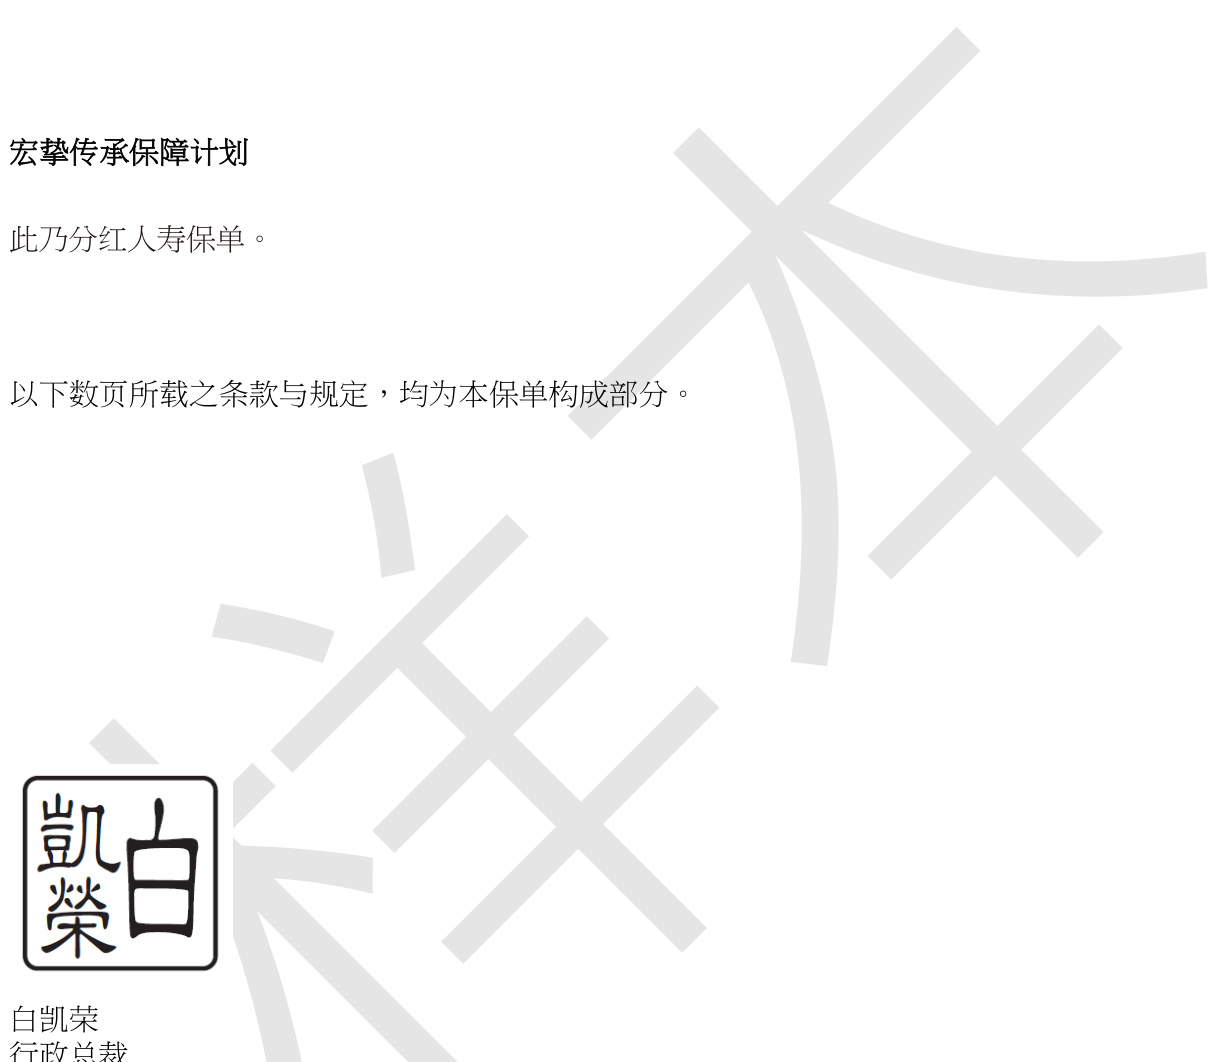 宏挚传承保障计划
此乃分红人寿保单。
以下数页所载之条款与规定，均为本保单构成部分。
样本
白
凱榮
白凯荣
行政总裁